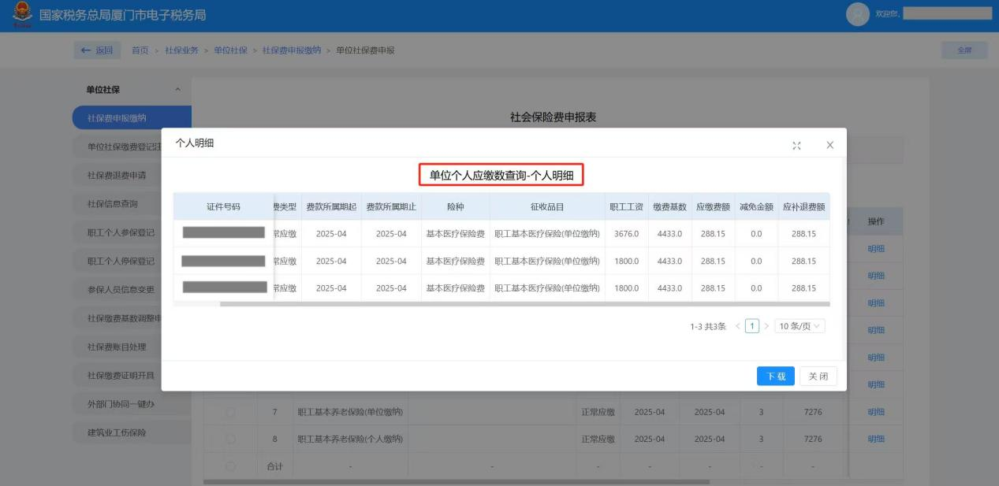 国家税务总局厦门市电子税务局
欢迎您,
← 返回 首页 > 社保业务 > 单位社保 > 社保费申报缴纳 > 单位社保费申报
全屏
单位社保
社保费申报缴纳
单位社保缴费登记
社保费退费申请
社保信息查询
职工个人参保登记
职工个人停保登记
参保人员信息变更
社保缴费基数调整申
社保费账目处理
社保缴费证明开具
外部门协同一键办
建筑业工伤保险
社会保险费申报表
个人明细
单位个人应缴数查询-个人明细
证件号码 费类型 费款所属期起 费款所属期止 险种 征收品目 职工工资 缴费基数 应缴费额 减免金额 应补退费额
常应缴 2025-04 2025-04 基本医疗保险费 职工基本医疗保险(单位缴纳) 3676.0 4433.0 288.15 0.0 288.15
常应缴 2025-04 2025-04 基本医疗保险费 职工基本医疗保险(单位缴纳) 1800.0 4433.0 288.15 0.0 288.15
常应缴 2025-04 2025-04 基本医疗保险费 职工基本医疗保险(单位缴纳) 1800.0 4433.0 288.15 0.0 288.15
1-3 共3条 < 1 > 10 条/页
下载 关闭
操作
明细
明细
明细
明细
明细
明细
7 职工基本养老保险(单位缴纳) 正常应缴 2025-04 2025-04 3 7276 明细
8 职工基本养老保险(个人缴纳) 正常应缴 2025-04 2025-04 3 7276 明细
合计 - - - - - - -